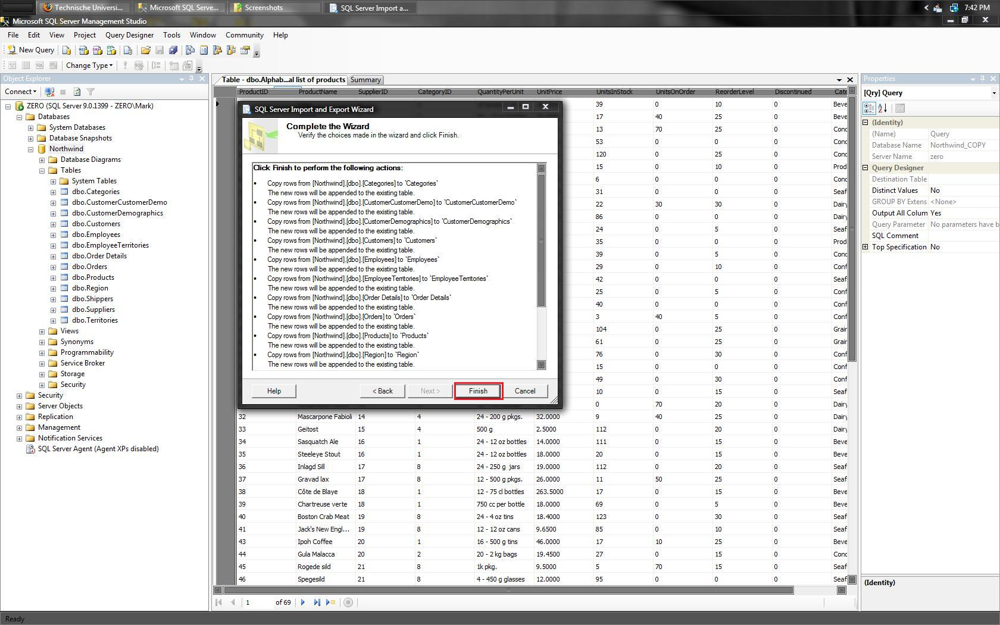 Technische Universi...
Microsoft SQL Serve...
Screenshots
SQL Server Import a...
7:42 PM
Microsoft SQL Server Management Studio
File Edit View Project Query Designer Tools Window Community Help
New Query
Change Type
Object Explorer
Connect
ZERO (SQL Server 9.0.1399 - ZERO\Mark)
Databases
System Databases
Database Snapshots
Northwind
Database Diagrams
Tables
System Tables
dbo.Categories
dbo.CustomerCustomerDemo
dbo.CustomerDemographics
dbo.Customers
dbo.Employees
dbo.EmployeeTerritories
dbo.Order Details
dbo.Orders
dbo.Products
dbo.Region
dbo.Shippers
dbo.Suppliers
dbo.Territories
Views
Synonyms
Programmability
Service Broker
Storage
Security
Security
Server Objects
Replication
Management
Notification Services
SQL Server Agent (Agent XPs disabled)
Table - dbo.Alphab...al list of products Summary
ProductID ProductName SupplierID CategoryID QuantityPerUnit UnitPrice UnitsInStock UnitsOnOrder ReorderLevel Discontinued Cate
39 0 10 0 Beve
17 40 25 0 Beve
13 70 25 0 Conc
53 0 0 0 Conc
120 0 25 0 Conc
15 0 10 0 Prod
6 0 0 0 Conc
31 0 0 0 Seaf
22 30 30 0 Dairy
86 0 0 0 Dairy
24 0 5 0 Seaf
35 0 0 0 Prod
39 0 5 0 Conc
29 0 10 0 Conf
42 0 0 0 Seaf
25 0 5 0 Conf
40 0 0 0 Conf
3 40 5 0 Conf
104 0 25 0 Grair
61 0 25 0 Grair
76 0 30 0 Conf
15 0 0 0 Conf
49 0 30 0 Conf
10 0 15 0 Seaf
0 70 20 0 Dairy
32 Mascarpone Fabioli 14 4 24 - 200 g pkgs. 32.0000 9 40 25 0 Dairy
33 Geitost 15 4 500 g 2.5000 112 0 20 0 Dairy
34 Sasquatch Ale 16 1 24 - 12 oz bottles 14.0000 111 0 15 0 Beve
35 Steeleye Stout 16 1 24 - 12 oz bottles 18.0000 20 0 15 0 Beve
36 Inlagd Sill 17 8 24 - 250 g jars 19.0000 112 0 20 0 Seaf
37 Gravad lax 17 8 12 - 500 g pkgs. 26.0000 11 50 25 0 Seaf
38 Côte de Blaye 18 1 12 - 75 cl bottles 263.5000 17 0 15 0 Beve
39 Chartreuse verte 18 1 750 cc per bottle 18.0000 69 0 5 0 Beve
40 Boston Crab Meat 19 8 24 - 4 oz tins 18.4000 123 0 30 0 Seaf
41 Jack's New Engl... 19 8 12 - 12 oz cans 9.6500 85 0 10 0 Seaf
43 Ipoh Coffee 20 1 16 - 500 g tins 46.0000 17 10 25 0 Beve
44 Gula Malacca 20 2 20 - 2 kg bags 19.4500 27 0 15 0 Conc
45 Rogede sild 21 8 1k pkg. 9.5000 5 70 15 0 Seaf
46 Spegesild 21 8 4 - 450 g glasses 12.0000 95 0 0 0 Seaf
1 of 69
SQL Server Import and Export Wizard
Complete the Wizard
Verify the choices made in the wizard and click Finish.
Click Finish to perform the following actions:
• Copy rows from [Northwind].[dbo].[Categories] to `Categories`
The new rows will be appended to the existing table.
• Copy rows from [Northwind].[dbo].[CustomerCustomerDemo] to `CustomerCustomerDemo`
The new rows will be appended to the existing table.
• Copy rows from [Northwind].[dbo].[CustomerDemographics] to `CustomerDemographics`
The new rows will be appended to the existing table.
• Copy rows from [Northwind].[dbo].[Customers] to `Customers`
The new rows will be appended to the existing table.
• Copy rows from [Northwind].[dbo].[Employees] to `Employees`
The new rows will be appended to the existing table.
• Copy rows from [Northwind].[dbo].[EmployeeTerritories] to `EmployeeTerritories`
The new rows will be appended to the existing table.
• Copy rows from [Northwind].[dbo].[Order Details] to `Order Details`
The new rows will be appended to the existing table.
• Copy rows from [Northwind].[dbo].[Orders] to `Orders`
The new rows will be appended to the existing table.
• Copy rows from [Northwind].[dbo].[Products] to `Products`
The new rows will be appended to the existing table.
• Copy rows from [Northwind].[dbo].[Region] to `Region`
The new rows will be appended to the existing table.
Help < Back Next > Finish Cancel
Properties
[Qry] Query
(Identity)
(Name) Query
Database Name Northwind_COPY
Server Name zero
Query Designer
Destination Table
Distinct Values No
GROUP BY Extens <None>
Output All Colum Yes
Query Parameter No parameters have b
SQL Comment
Top Specification No
(Identity)
Ready